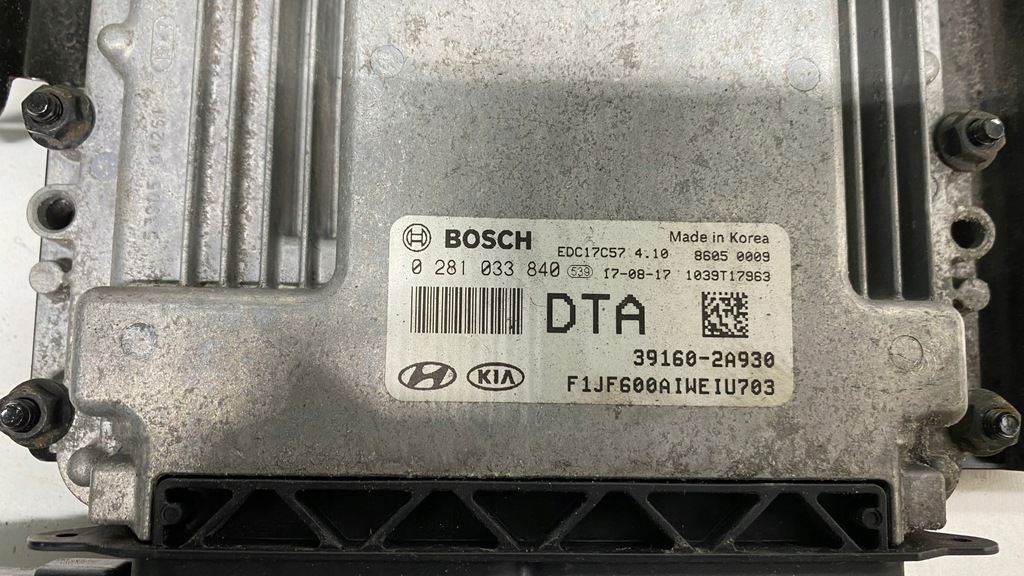 BOSCH
Made in Korea
EDC17C57 4.10 8605 0009
0 281 033 840 539 17-08-17 1039T17963
DTA
39160-2A930
KIA
F1JF600AIWEIU703